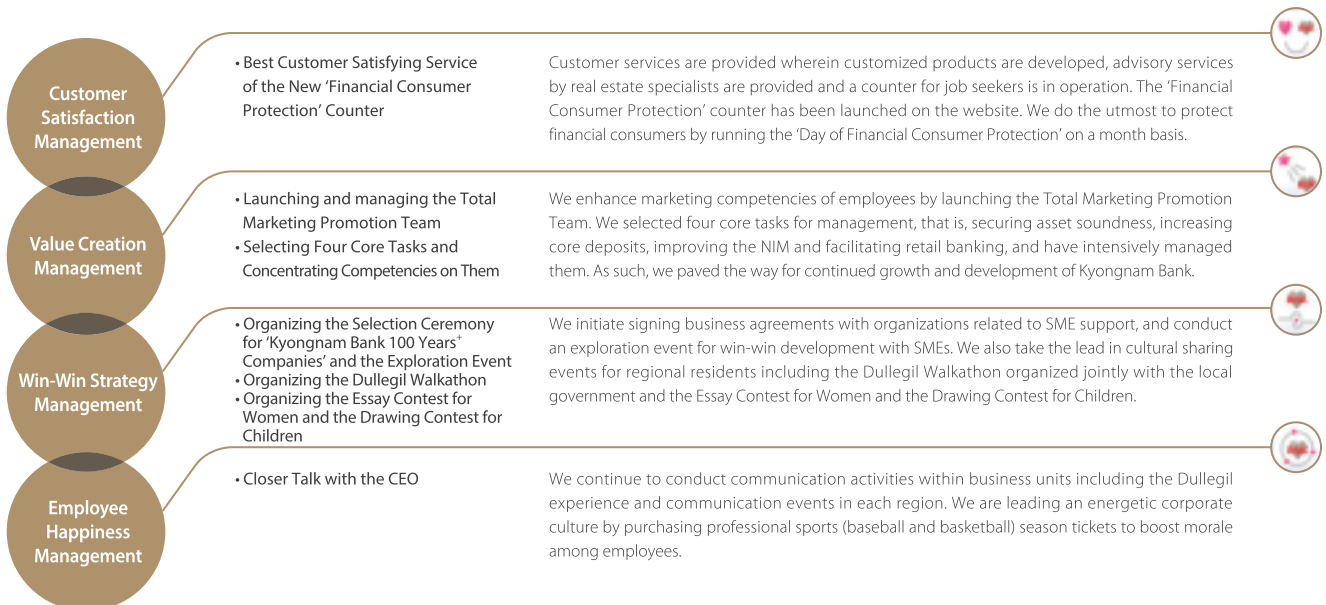 Customer
Satisfaction
Management
• Best Customer Satisfying Service
of the New ‘Financial Consumer
Protection’ Counter
Customer services are provided wherein customized products are developed, advisory services
by real estate specialists are provided and a counter for job seekers is in operation. The ‘Financial
Consumer Protection’ counter has been launched on the website. We do the utmost to protect
financial consumers by running the ‘Day of Financial Consumer Protection’ on a month basis.
Value Creation
Management
• Launching and managing the Total
Marketing Promotion Team
• Selecting Four Core Tasks and
Concentrating Competencies on Them
We enhance marketing competencies of employees by launching the Total Marketing Promotion
Team. We selected four core tasks for management, that is, securing asset soundness, increasing
core deposits, improving the NIM and facilitating retail banking, and have intensively managed
them. As such, we paved the way for continued growth and development of Kyongnam Bank.
Win-Win Strategy
Management
• Organizing the Selection Ceremony
for ‘Kyongnam Bank 100 Years+
Companies’ and the Exploration Event
• Organizing the Dullegil Walkathon
• Organizing the Essay Contest for
Women and the Drawing Contest for
Children
We initiate signing business agreements with organizations related to SME support, and conduct
an exploration event for win-win development with SMEs. We also take the lead in cultural sharing
events for regional residents including the Dullegil Walkathon organized jointly with the local
government and the Essay Contest for Women and the Drawing Contest for Children.
Employee
Happiness
Management
• Closer Talk with the CEO
We continue to conduct communication activities within business units including the Dullegil
experience and communication events in each region. We are leading an energetic corporate
culture by purchasing professional sports (baseball and basketball) season tickets to boost morale
among employees.